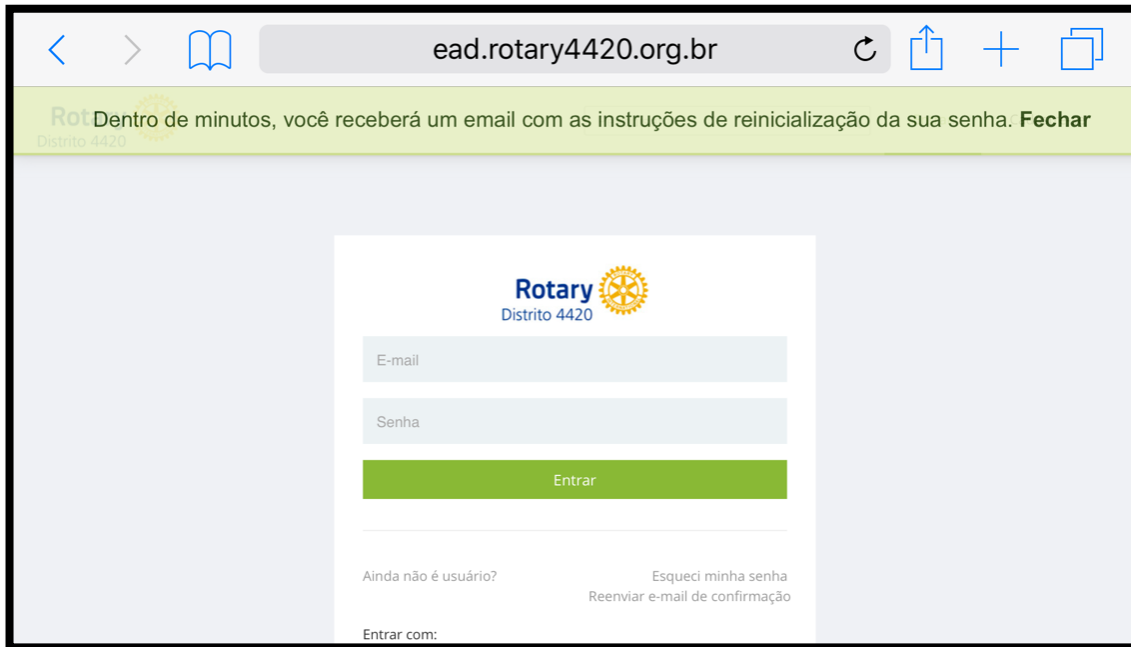 ead.rotary4420.org.br
Dentro de minutos, você receberá um email com as instruções de reinicialização da sua senha. Fechar
Distrito 4420
Rotary
Distrito 4420
E-mail
Senha
Entrar
Ainda não é usuário?
Esqueci minha senha
Reenviar e-mail de confirmação
Entrar com: